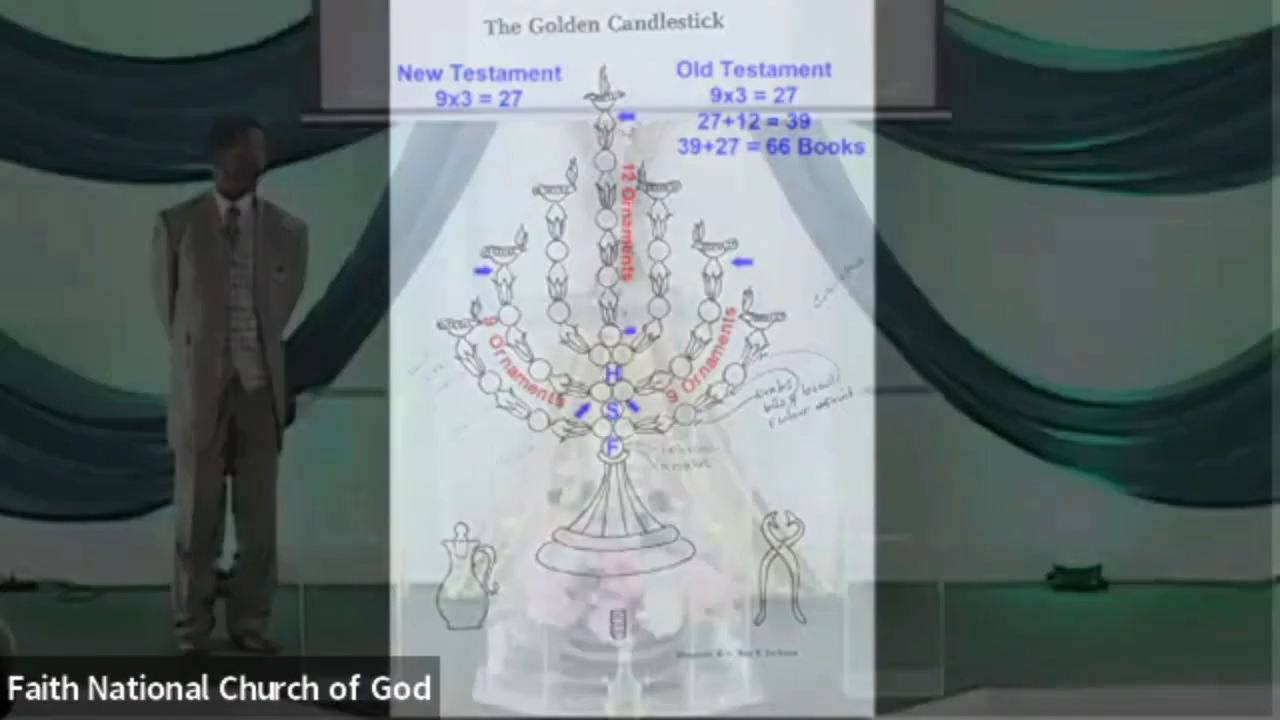 The Golden Candlestick
New Testament
9x3 = 27
Old Testament
9x3 = 27
27+12 = 39
39+27 = 66 Books
12 Ornaments
9 Ornaments
9 Ornaments
H
S
F
Faith National Church of God